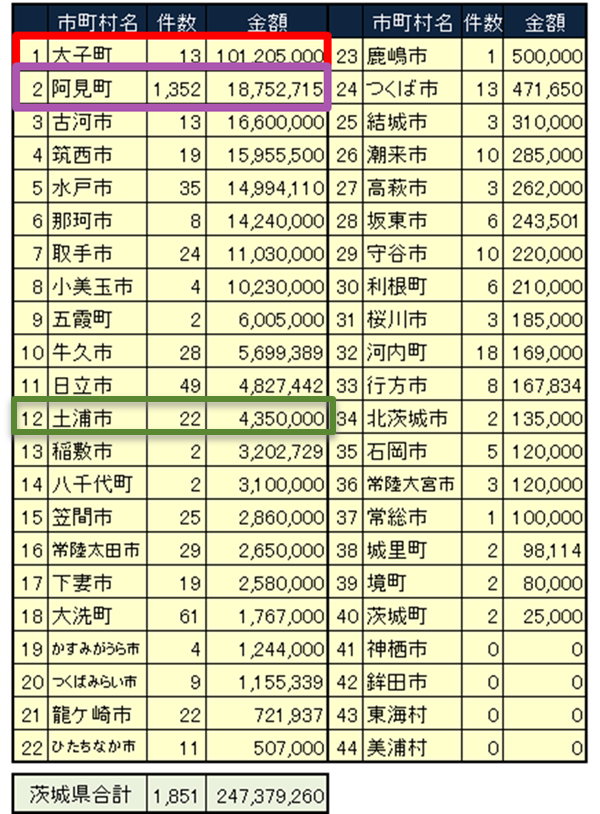 市町村名 件数 金額 市町村名 件数 金額
1 大子町 13 101,205,000 23 鹿嶋市 1 500,000
2 阿見町 1,352 18,752,715 24 つくば市 13 471,650
3 古河市 13 16,600,000 25 結城市 3 310,000
4 筑西市 19 15,955,500 26 潮来市 10 285,000
5 水戸市 35 14,994,110 27 高萩市 3 262,000
6 那珂市 8 14,240,000 28 坂東市 6 243,501
7 取手市 24 11,030,000 29 守谷市 10 220,000
8 小美玉市 4 10,230,000 30 利根町 6 210,000
9 五霞町 2 6,005,000 31 桜川市 3 185,000
10 牛久市 28 5,699,389 32 河内町 18 169,000
11 日立市 49 4,827,442 33 行方市 8 167,834
12 土浦市 22 4,350,000 34 北茨城市 2 135,000
13 稲敷市 2 3,202,729 35 石岡市 5 120,000
14 八千代町 2 3,100,000 36 常陸大宮市 3 120,000
15 笠間市 25 2,860,000 37 常総市 1 100,000
16 常陸太田市 29 2,650,000 38 城里町 2 98,114
17 下妻市 19 2,580,000 39 境町 2 80,000
18 大洗町 61 1,767,000 40 茨城町 2 25,000
19 かすみがうら市 4 1,244,000 41 神栖市 0 0
20 つくばみらい市 9 1,155,339 42 鉾田市 0 0
21 龍ケ崎市 22 721,937 43 東海村 0 0
22 ひたちなか市 11 507,000 44 美浦村 0 0
茨城県合計 1,851 247,379,260